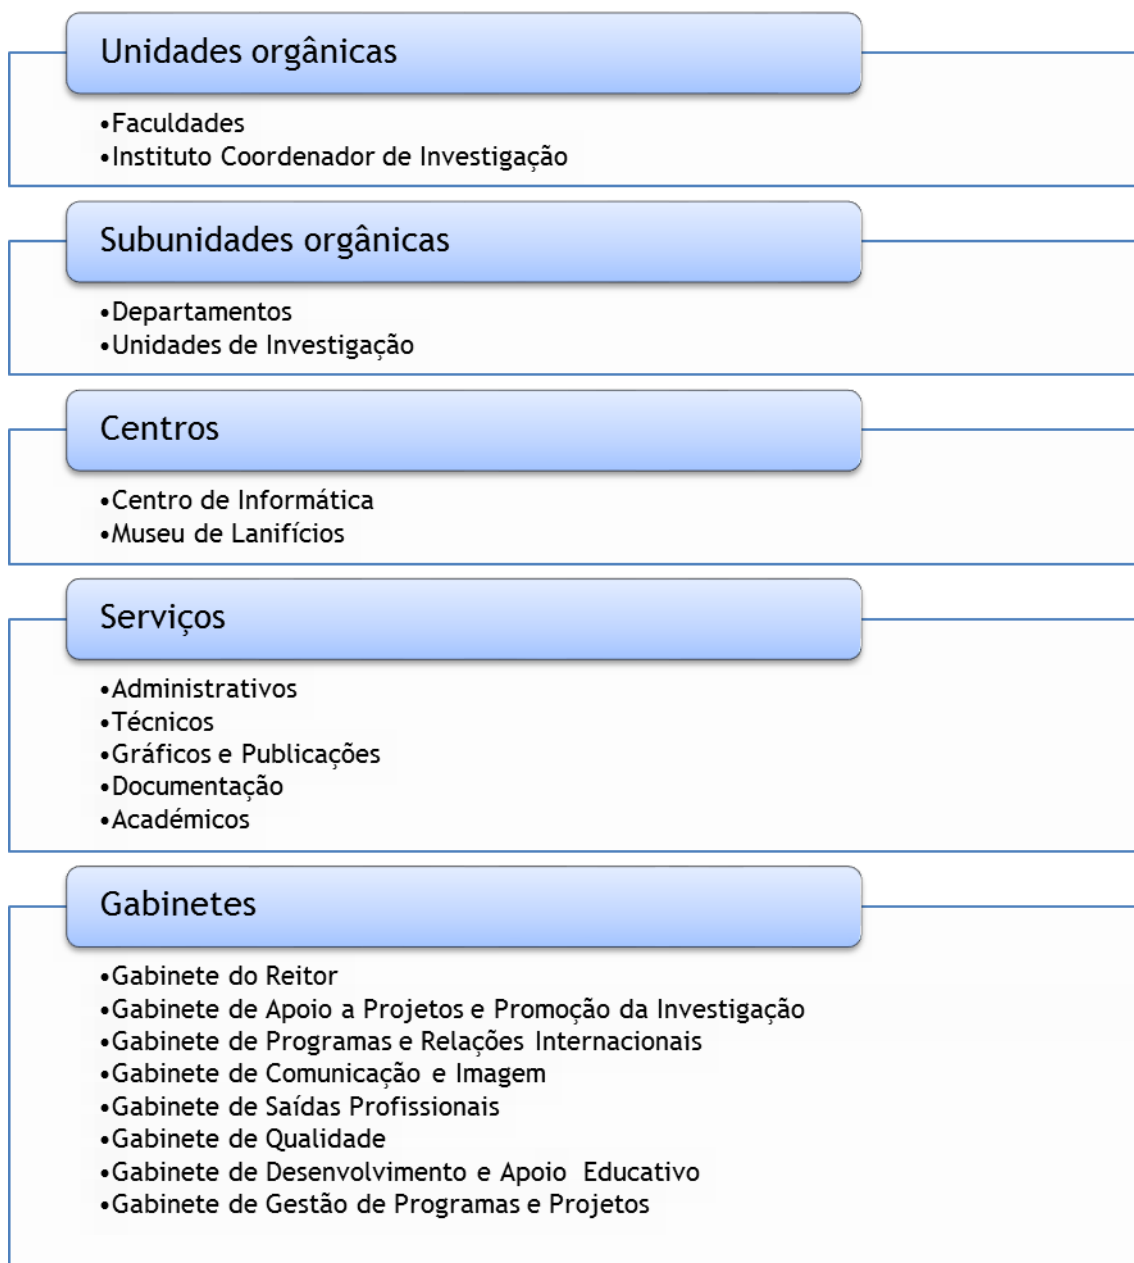 Unidades orgânicas
•Faculdades
•Instituto Coordenador de Investigação
Subunidades orgânicas
•Departamentos
•Unidades de Investigação
Centros
•Centro de Informática
•Museu de Lanifícios
Serviços
•Administrativos
•Técnicos
•Gráficos e Publicações
•Documentação
•Académicos
Gabinetes
•Gabinete do Reitor
•Gabinete de Apoio a Projetos e Promoção da Investigação
•Gabinete de Programas e Relações Internacionais
•Gabinete de Comunicação e Imagem
•Gabinete de Saídas Profissionais
•Gabinete de Qualidade
•Gabinete de Desenvolvimento e Apoio Educativo
•Gabinete de Gestão de Programas e Projetos